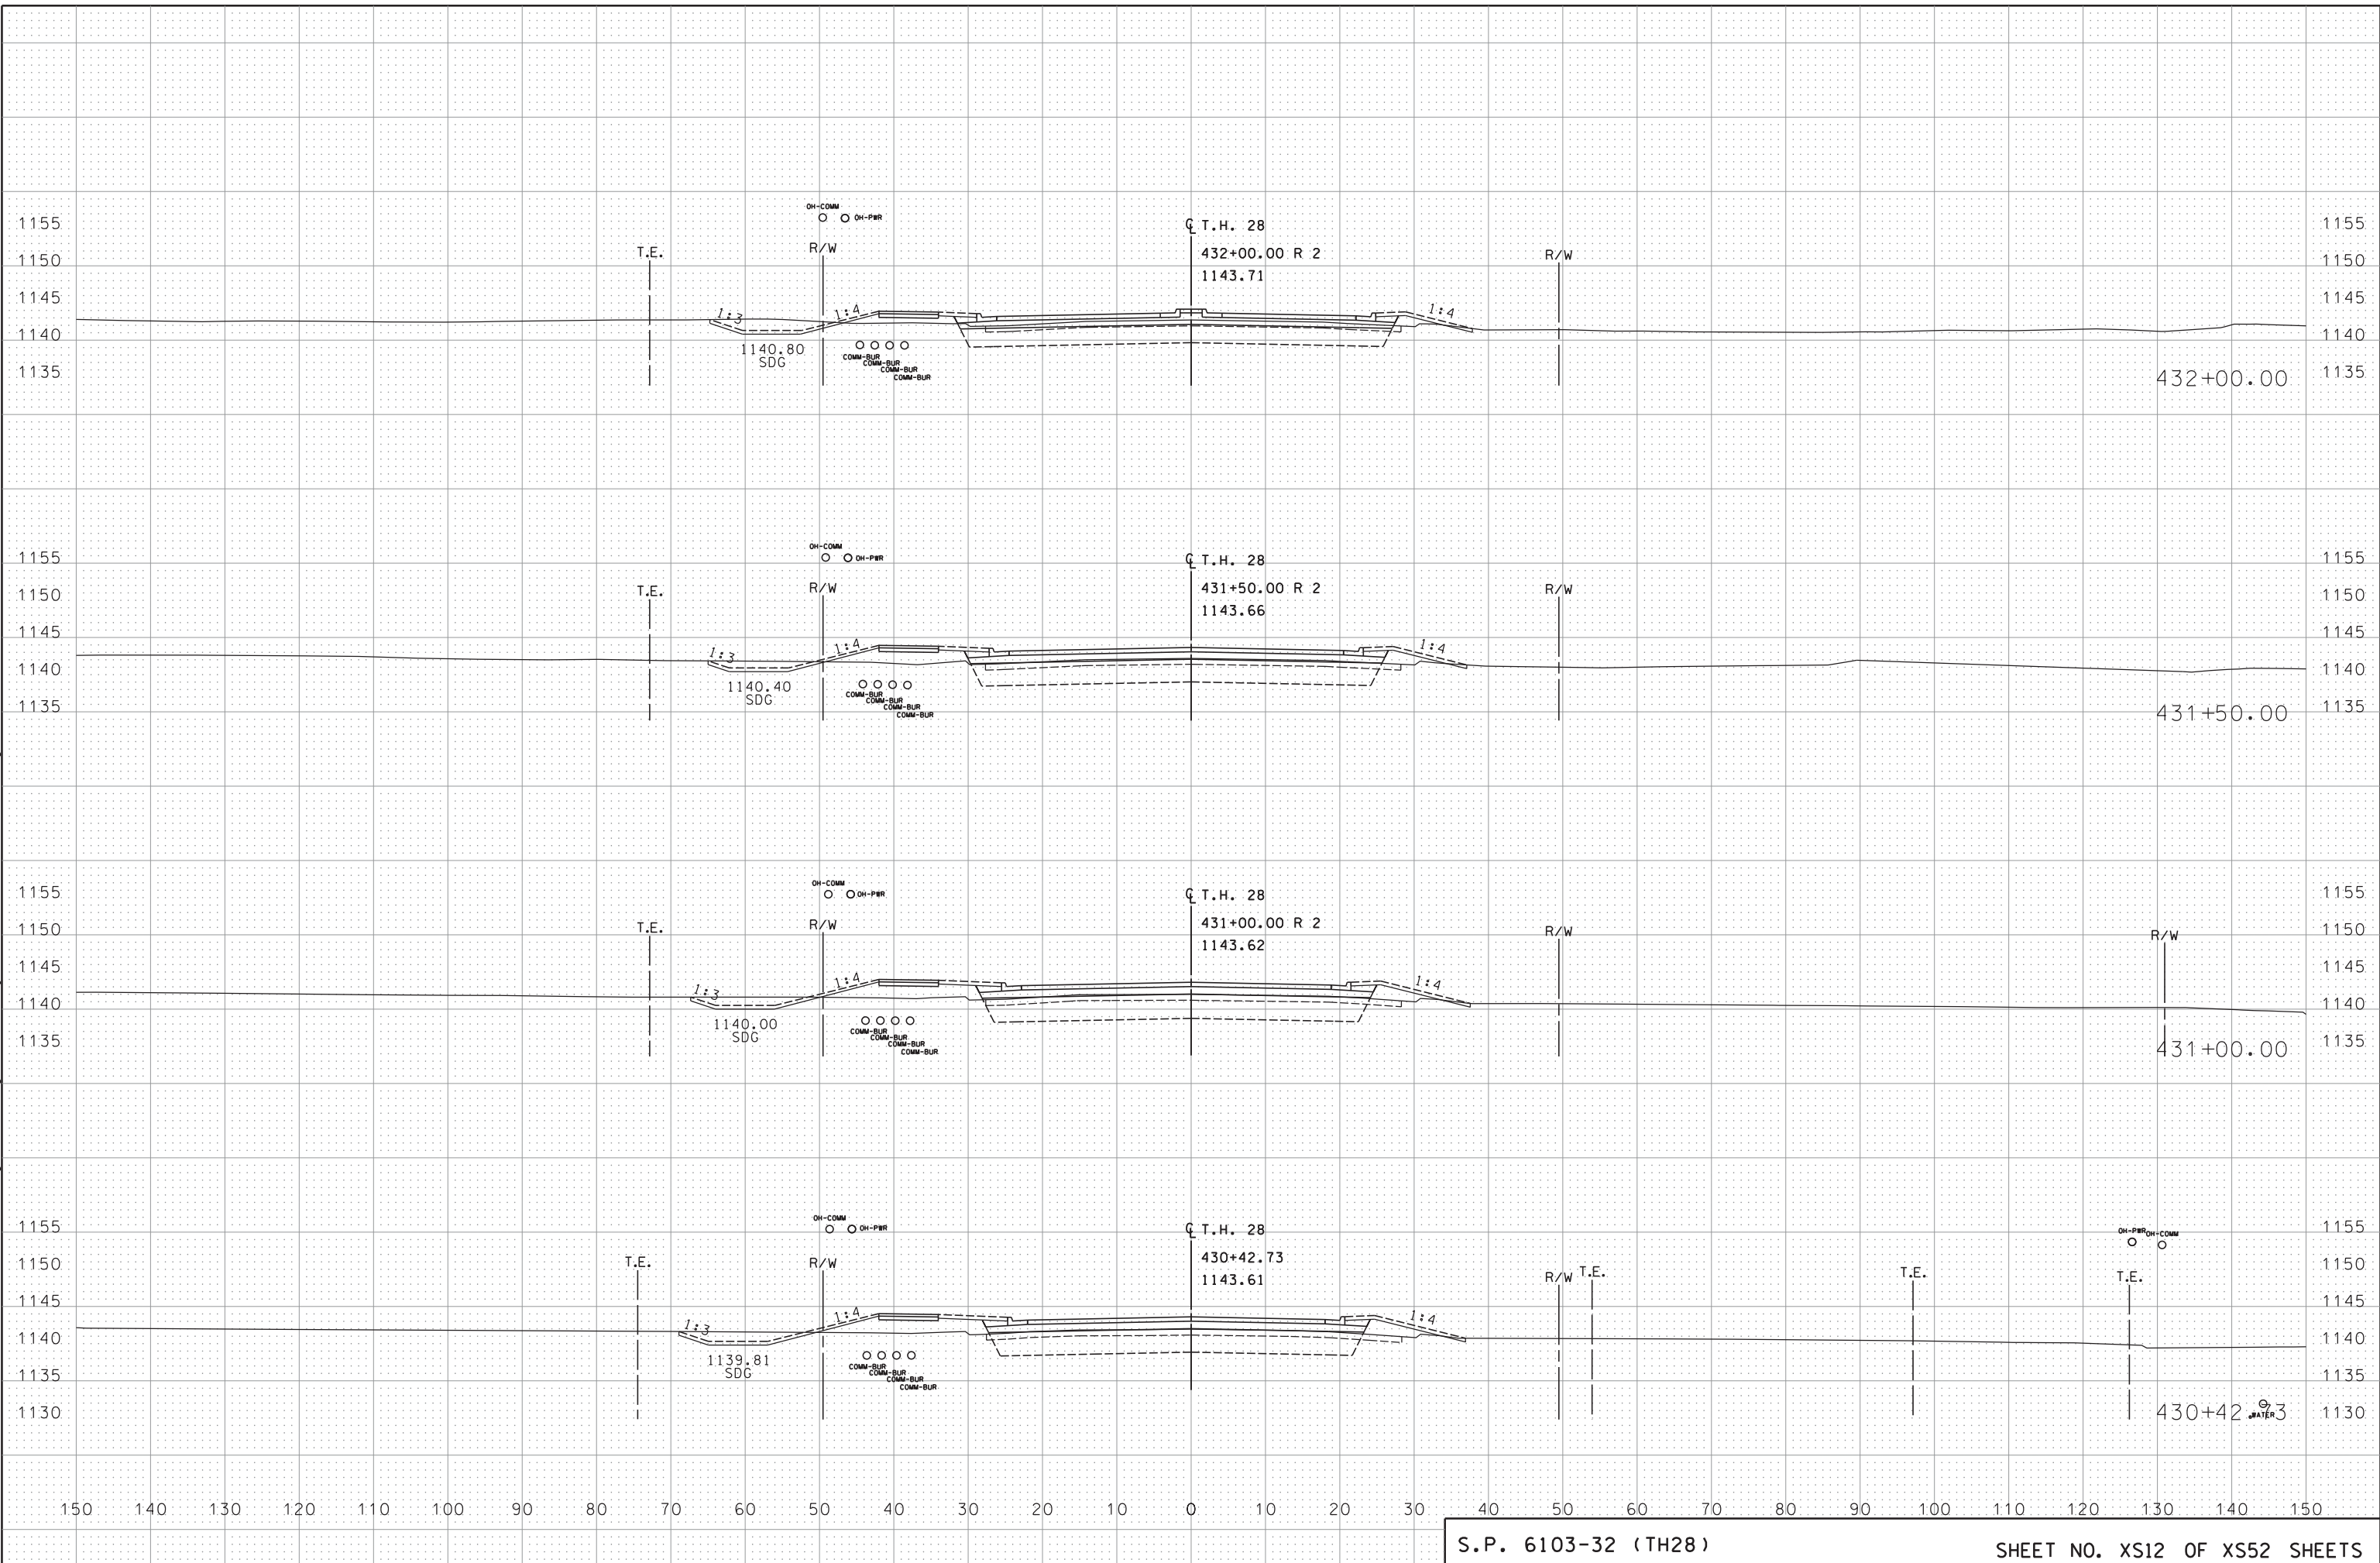 OH-COMM
OH-PWR
1155 ℄ T.H. 28 1155
T.E. R/W 432+00.00 R 2 R/W
1150 1150
1143.71
1145 1145
1:3 1:4 1:4
1140 1140
1140.80
SDG
COMM-BUR
COMM-BUR
COMM-BUR
COMM-BUR
1135 432+00.00 1135
OH-COMM
OH-PWR
1155 ℄ T.H. 28 1155
T.E. R/W 431+50.00 R 2 R/W
1150 1150
1143.66
1145 1145
1:3 1:4 1:4
1140 1140
1140.40
SDG
COMM-BUR
COMM-BUR
COMM-BUR
COMM-BUR
1135 431+50.00 1135
OH-COMM
OH-PWR
1155 ℄ T.H. 28 1155
T.E. R/W 431+00.00 R 2 R/W R/W
1150 1150
1143.62
1145 1145
1:3 1:4 1:4
1140 1140
1140.00
SDG
COMM-BUR
COMM-BUR
COMM-BUR
COMM-BUR
1135 431+00.00 1135
OH-COMM
OH-PWR
1155 ℄ T.H. 28 OH-PWR OH-COMM 1155
T.E. R/W 430+42.73
1150 1150
1143.61 R/W T.E. T.E. T.E.
1145 1145
1:3 1:4 1:4
1140 1140
1139.81
SDG
COMM-BUR
COMM-BUR
COMM-BUR
COMM-BUR
1135 1135
1130 430+42.73 WATER 1130
150 140 130 120 110 100 90 80 70 60 50 40 30 20 10 0 10 20 30 40 50 60 70 80 90 100 110 120 130 140 150
S.P. 6103-32 (TH28) SHEET NO. XS12 OF XS52 SHEETS